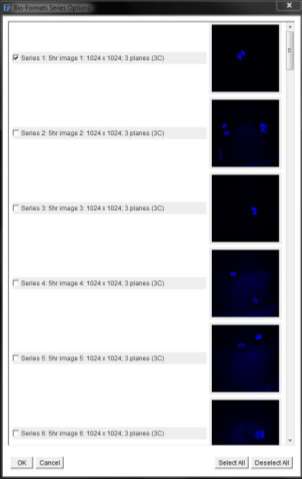 Bio-Formats Series Options
Series 1: 5hr image 1: 1024 x 1024; 3 planes (3C)
Series 2: 5hr image 2: 1024 x 1024; 3 planes (3C)
Series 3: 5hr image 3: 1024 x 1024; 3 planes (3C)
Series 4: 5hr image 4: 1024 x 1024; 3 planes (3C)
Series 5: 5hr image 5: 1024 x 1024; 3 planes (3C)
Series 6: 5hr image 6: 1024 x 1024; 3 planes (3C)
OK Cancel Select All Deselect All